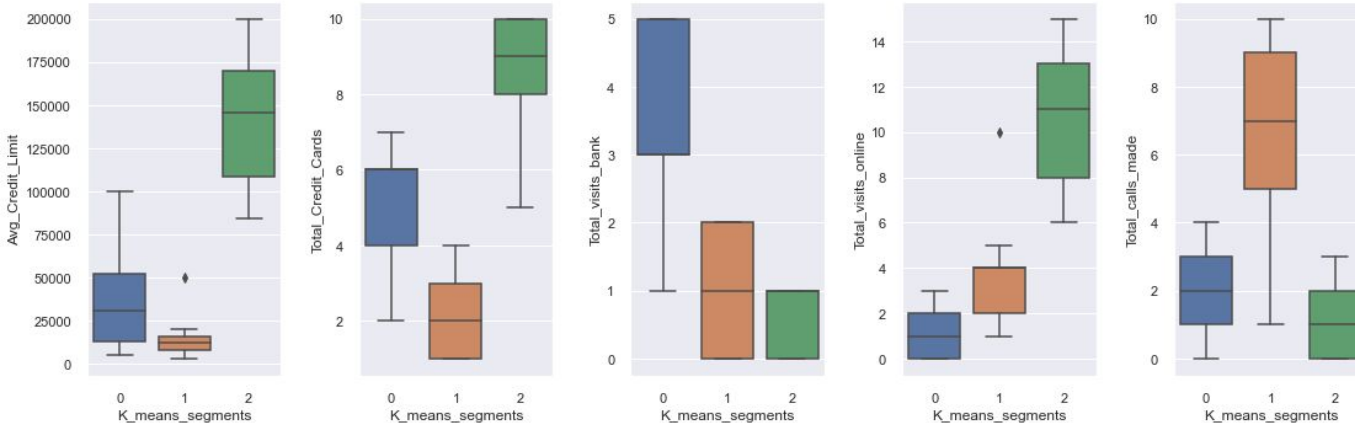 Avg_Credit_Limit
200000
175000
150000
125000
100000
75000
50000
25000
0
0 1 2
K_means_segments
Total_Credit_Cards
10
8
6
4
2
0 1 2
K_means_segments
Total_visits_bank
5
4
3
2
1
0
0 1 2
K_means_segments
Total_visits_online
14
12
10
8
6
4
2
0
0 1 2
K_means_segments
Total_calls_made
10
8
6
4
2
0
0 1 2
K_means_segments